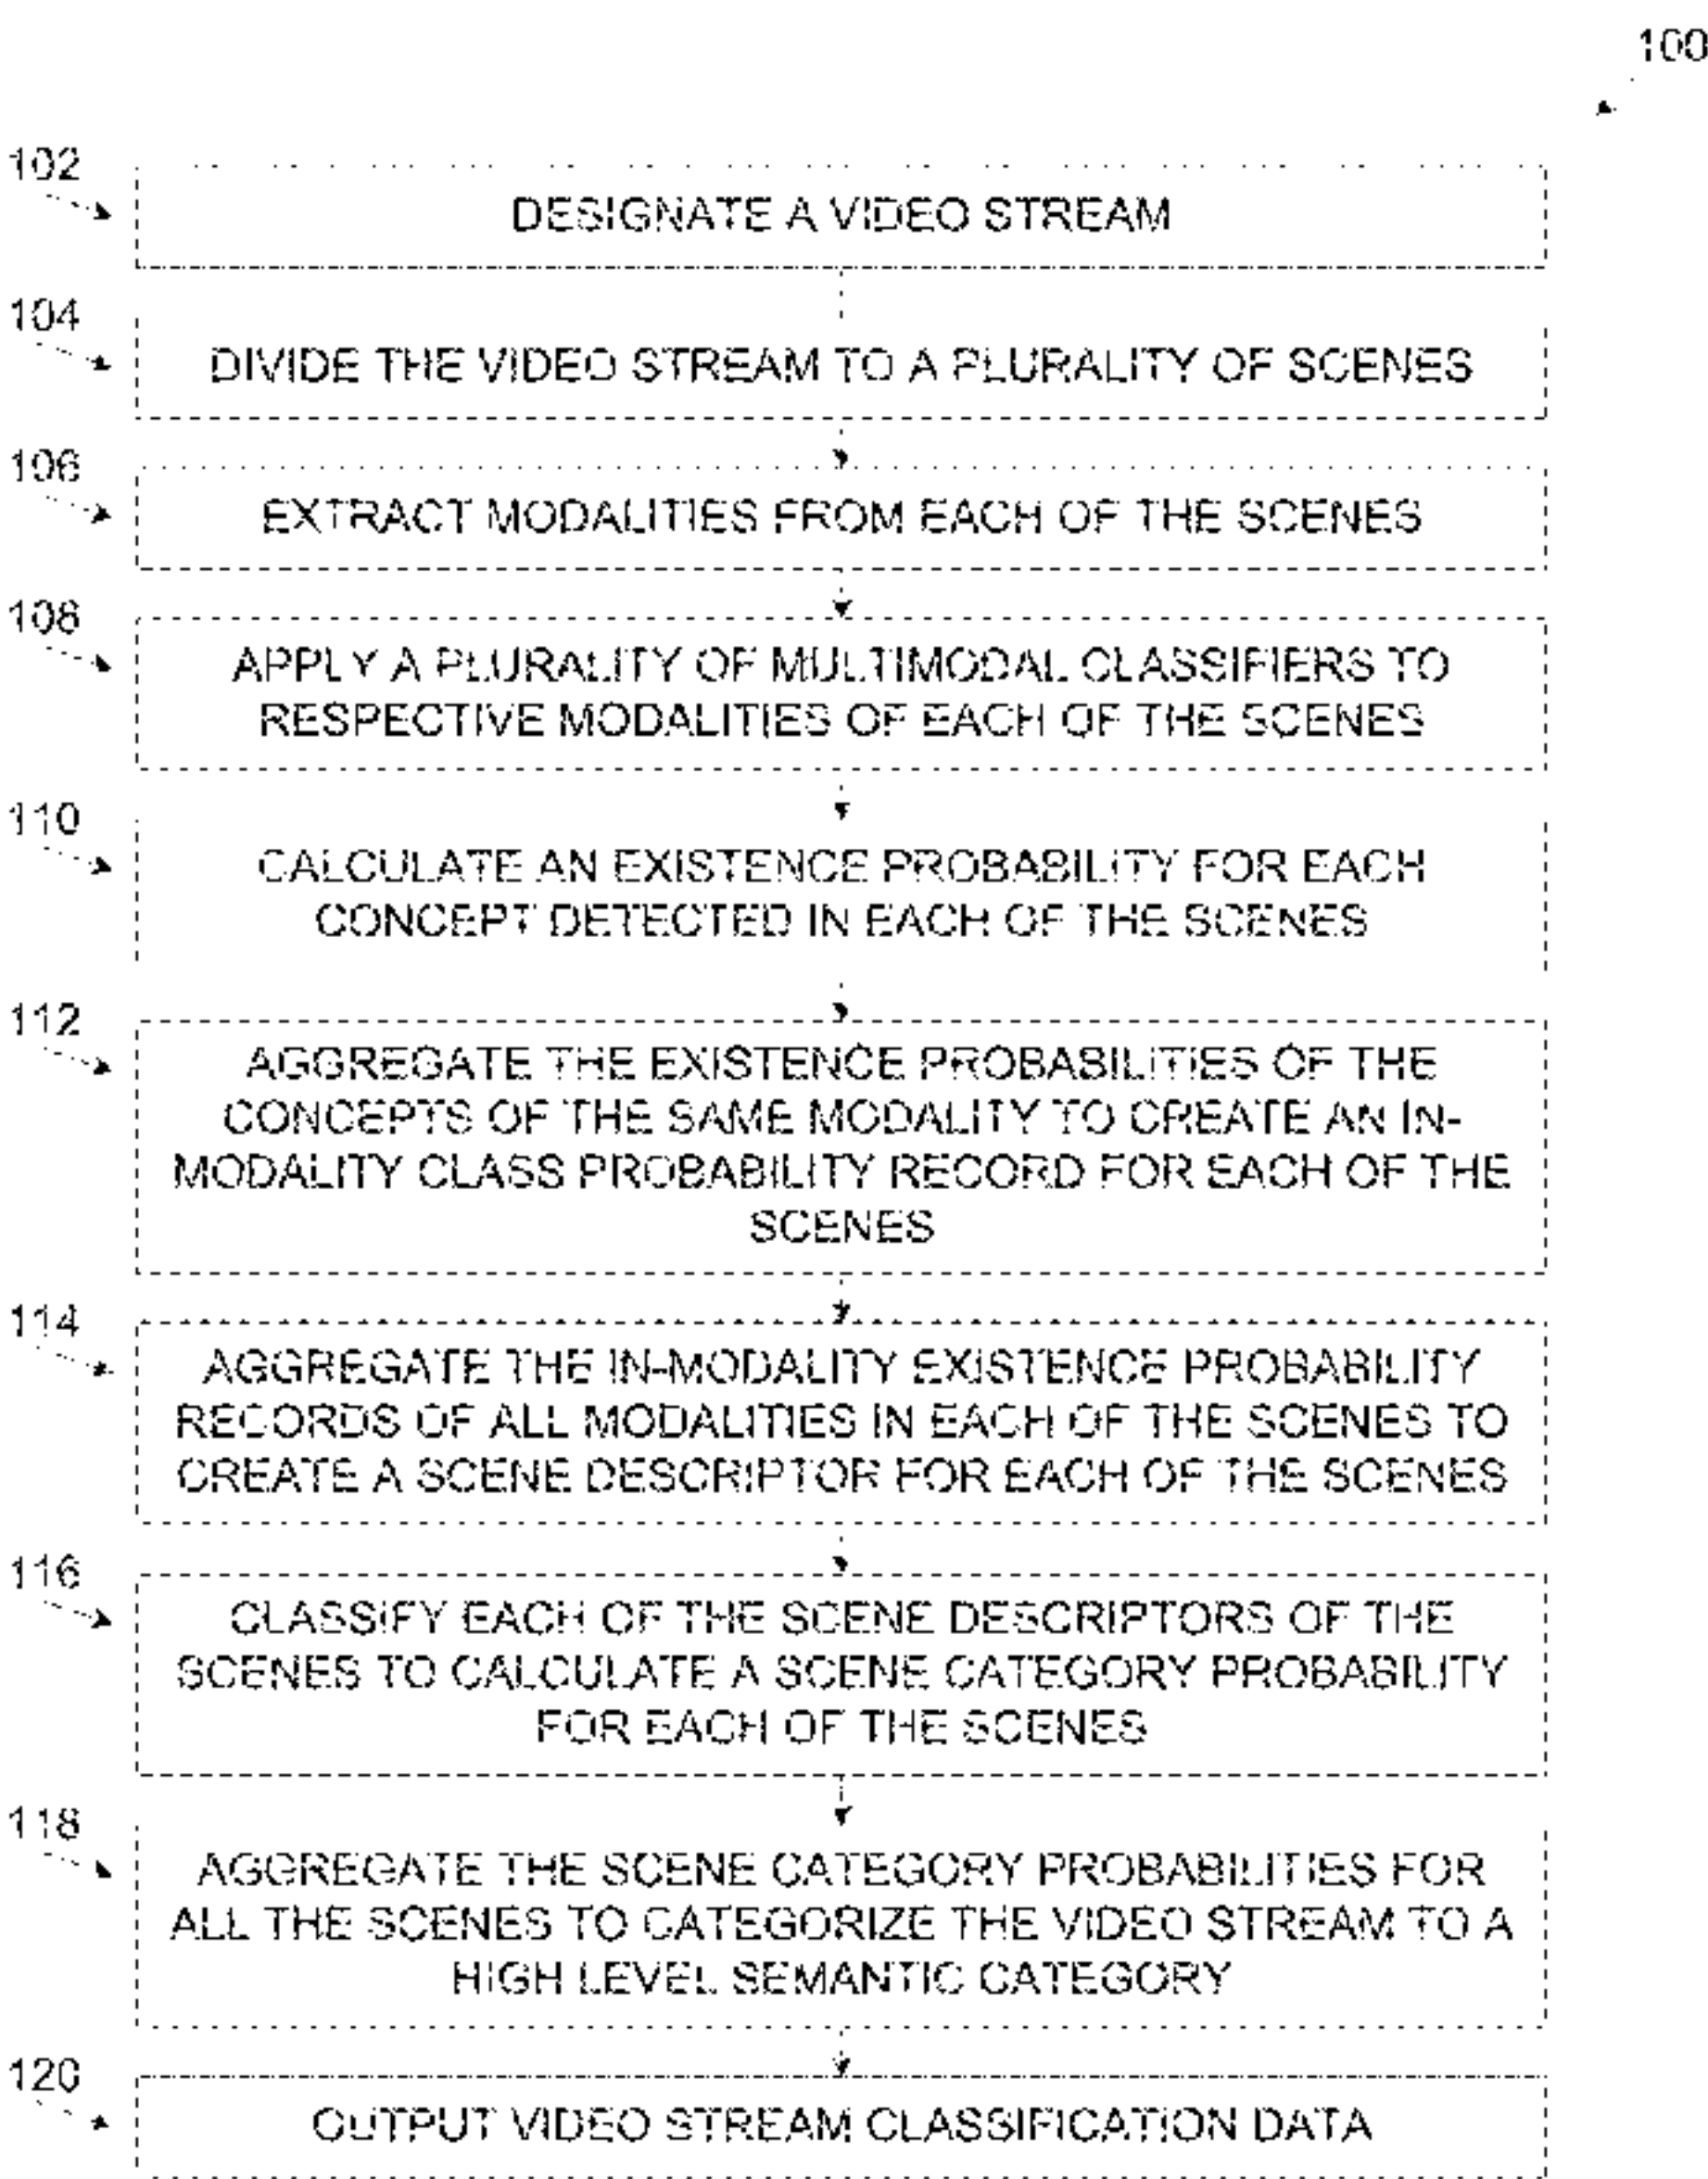 100
102
DESIGNATE A VIDEO STREAM
104
DIVIDE THE VIDEO STREAM TO A PLURALITY OF SCENES
106
EXTRACT MODALITIES FROM EACH OF THE SCENES
108
APPLY A PLURALITY OF MULTIMODAL CLASSIFIERS TO
RESPECTIVE MODALITIES OF EACH OF THE SCENES
110
CALCULATE AN EXISTENCE PROBABILITY FOR EACH
CONCEPT DETECTED IN EACH OF THE SCENES
112
AGGREGATE THE EXISTENCE PROBABILITIES OF THE
CONCEPTS OF THE SAME MODALITY TO CREATE AN IN-
MODALITY CLASS PROBABILITY RECORD FOR EACH OF THE
SCENES
114
AGGREGATE THE IN-MODALITY EXISTENCE PROBABILITY
RECORDS OF ALL MODALITIES IN EACH OF THE SCENES TO
CREATE A SCENE DESCRIPTOR FOR EACH OF THE SCENES
116
CLASSIFY EACH OF THE SCENE DESCRIPTORS OF THE
SCENES TO CALCULATE A SCENE CATEGORY PROBABILITY
FOR EACH OF THE SCENES
118
AGGREGATE THE SCENE CATEGORY PROBABILITIES FOR
ALL THE SCENES TO CATEGORIZE THE VIDEO STREAM TO A
HIGH LEVEL SEMANTIC CATEGORY
120
OUTPUT VIDEO STREAM CLASSIFICATION DATA